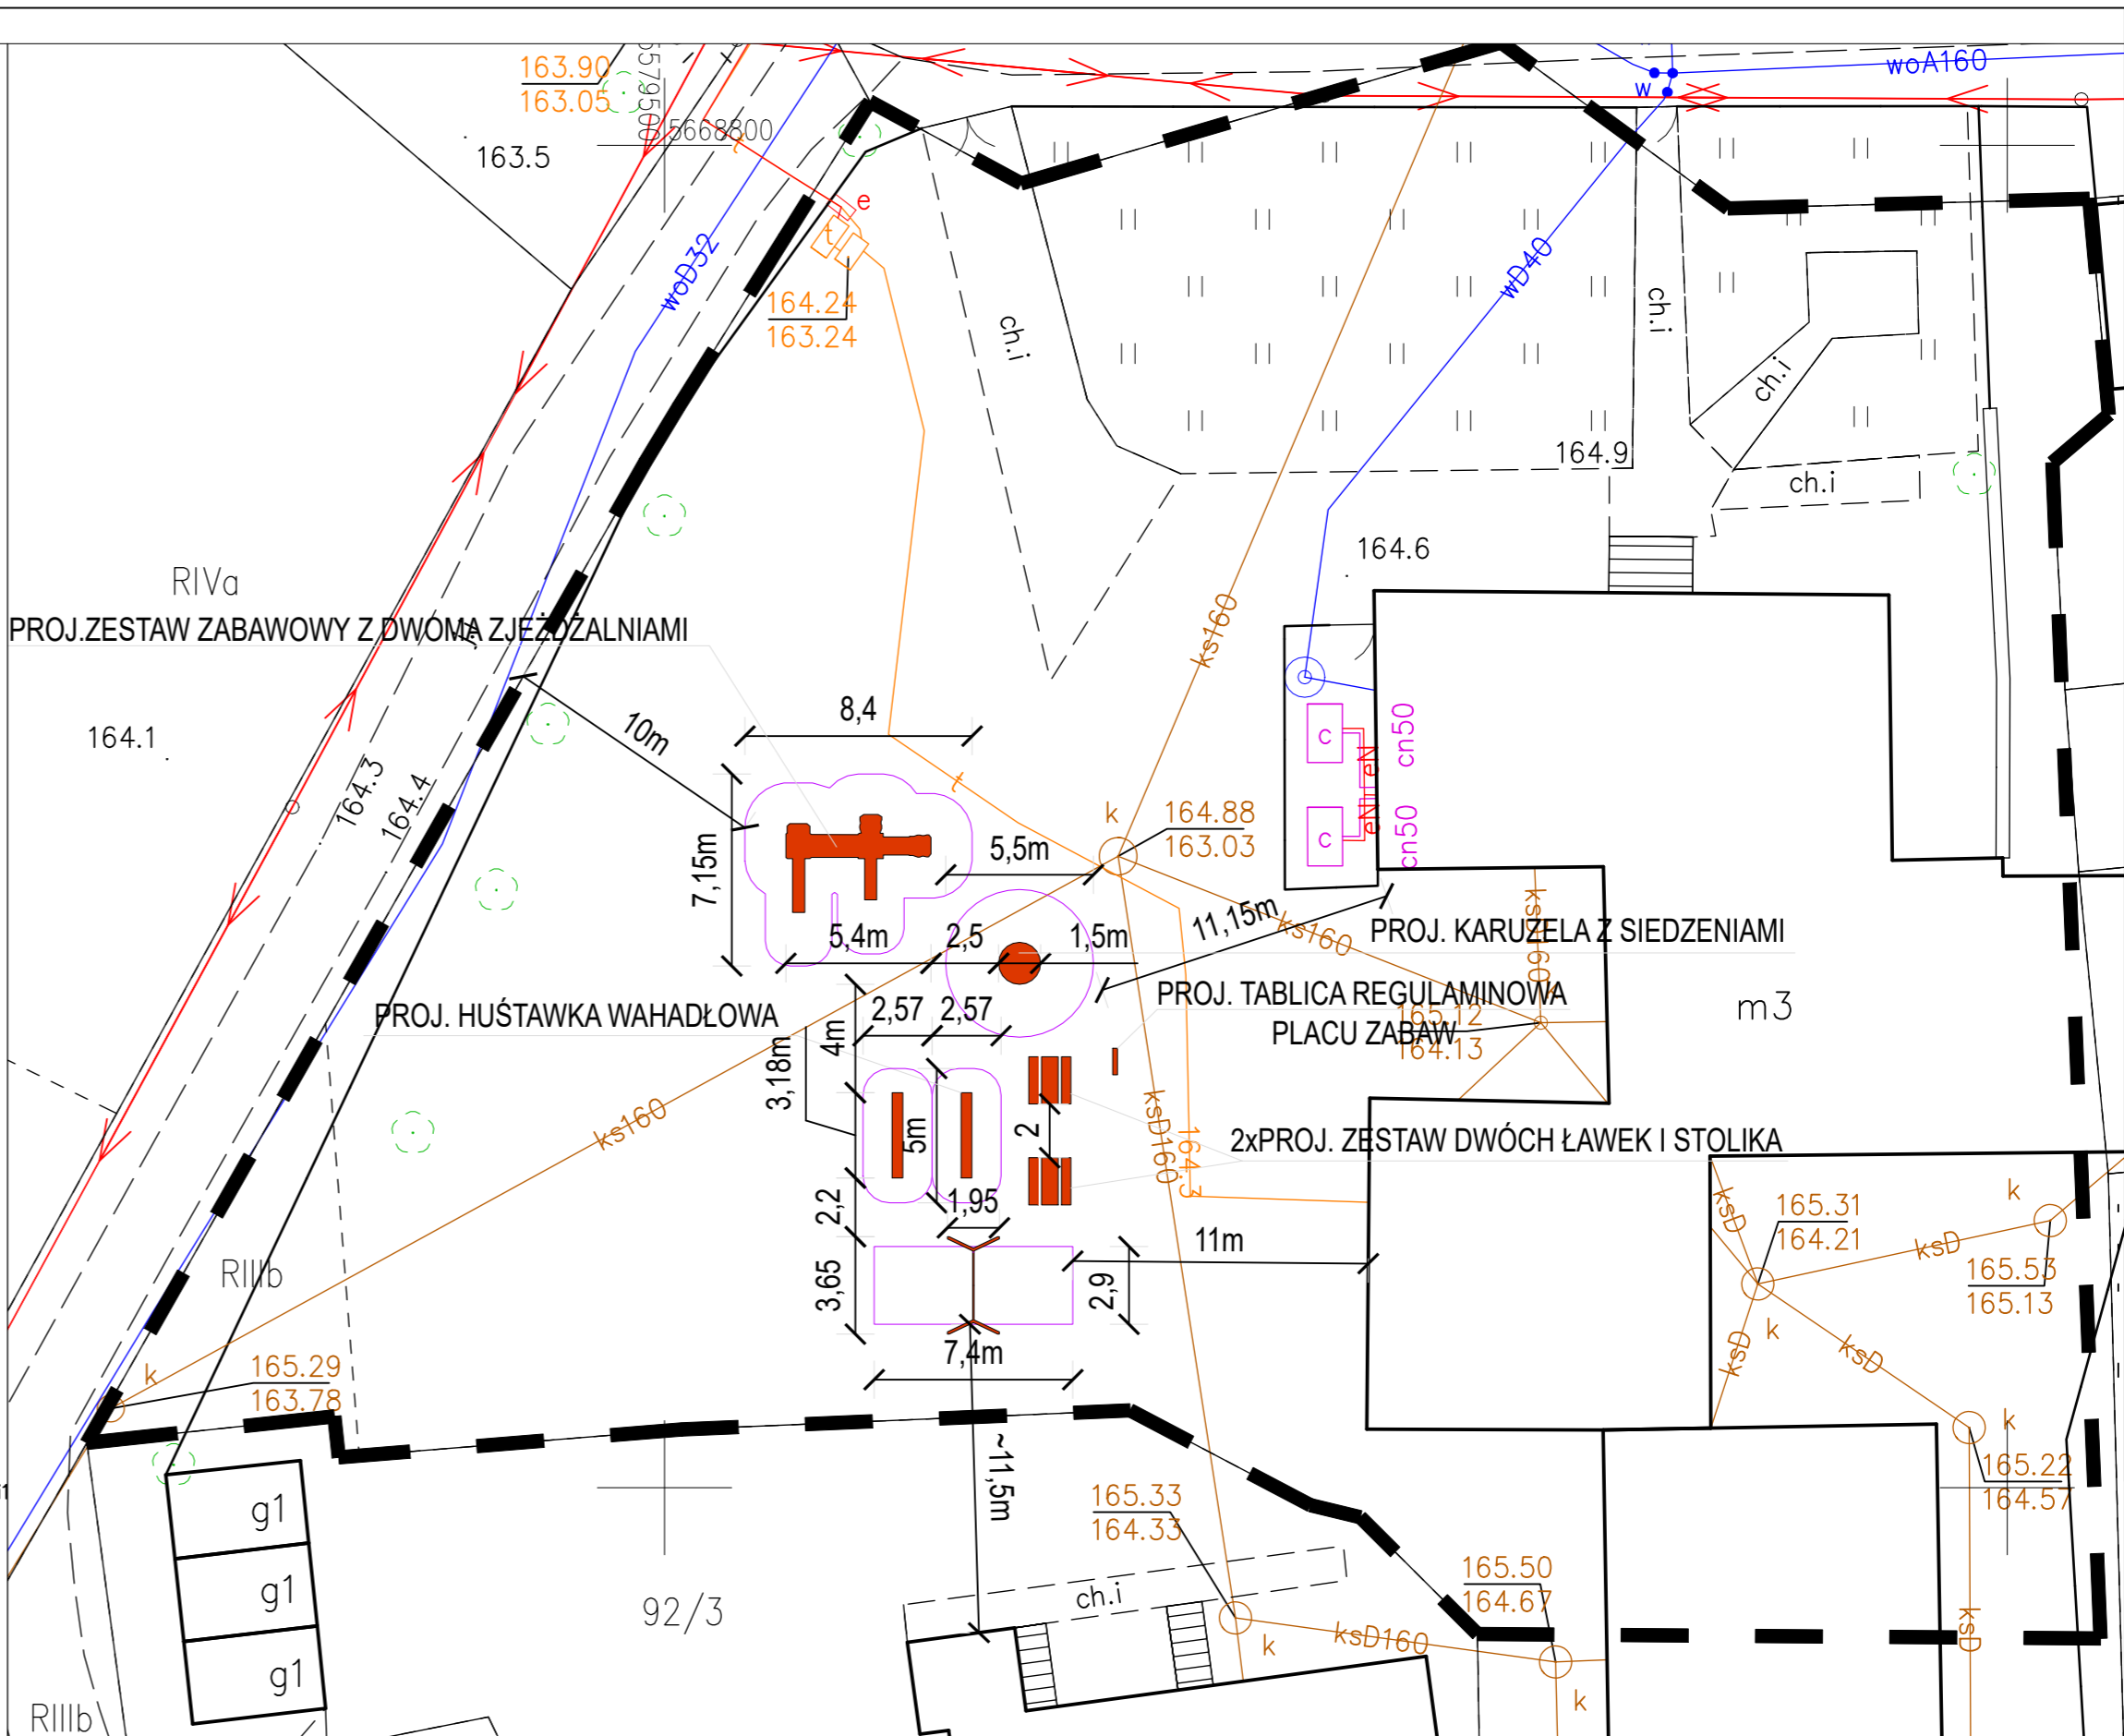 163.90
163.05
5579500
5668800
163.5
t
e
t
woD32
164.24
163.24
woA160
w
wD40
ch.i
ch.i
ch.i
ch.i
164.9
164.6
RIVa
PROJ.ZESTAW ZABAWOWY Z DWOMA ZJEŻDŻALNIAMI
164.1
164.3
164.4
10m
8,4
7,15m
t
ks160
k
164.88
163.03
c
c
cn50
cn50
eN
eN
5,5m
5,4m
2,5
1,5m
11,15m
ks160
ksD160
PROJ. KARUZELA Z SIEDZENIAMI
PROJ. HUŚTAWKA WAHADŁOWA
PROJ. TABLICA REGULAMINOWA
PLACU ZABAW
165.12
164.13
m3
2,57
2,57
4m
3,18m
5m
2
ks160
ksD160
164.3
2xPROJ. ZESTAW DWÓCH ŁAWEK I STOLIKA
2,2
1,95
3,65
2,9
11m
7,4m
~11,5m
RIIIb
k
165.29
163.78
ksD
165.31
164.21
k
ksD
k
165.53
165.13
ksD
ksD
k
165.22
164.57
ksD
g1
g1
g1
92/3
165.33
164.33
ch.i
k
ksD160
165.50
164.67
k
RIIIb